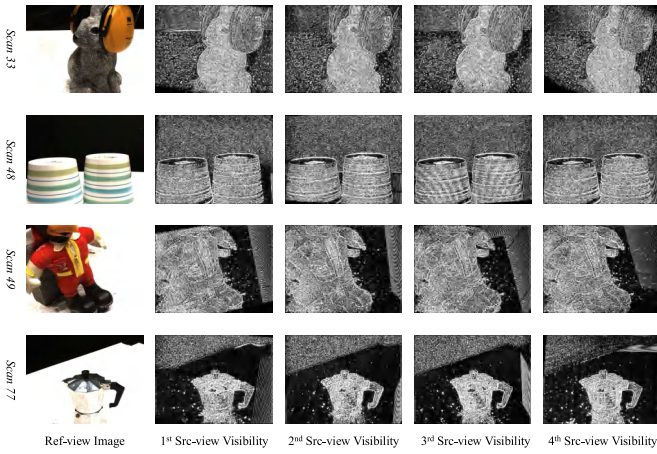 Scan 33
Scan 48
Scan 49
Scan 77
Ref-view Image
1st Src-view Visibility
2nd Src-view Visibility
3rd Src-view Visibility
4th Src-view Visibility